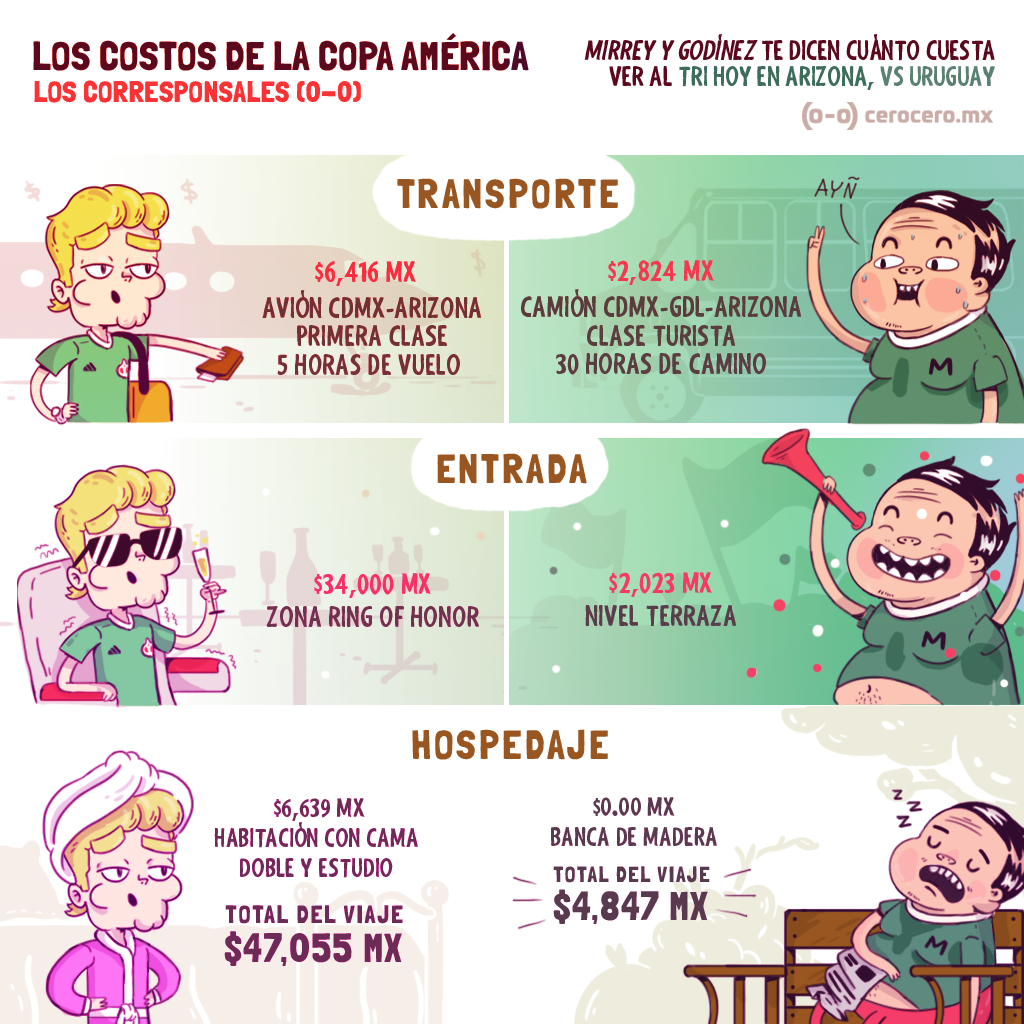 LOS COSTOS DE LA COPA AMÉRICA
LOS CORRESPONSALES (0-0)
MIRREY Y GODÍNEZ TE DICEN CUÁNTO CUESTA
VER AL TRI HOY EN ARIZONA, VS URUGUAY
(0-0) cerocero.mx
TRANSPORTE
$6,416 MX
AVIÓN CDMX-ARIZONA
PRIMERA CLASE
5 HORAS DE VUELO
$2,824 MX
CAMIÓN CDMX-GDL-ARIZONA
CLASE TURISTA
30 HORAS DE CAMINO
AYÑ
M
ENTRADA
$34,000 MX
ZONA RING OF HONOR
$2,023 MX
NIVEL TERRAZA
M
HOSPEDAJE
$6,639 MX
HABITACIÓN CON CAMA
DOBLE Y ESTUDIO
TOTAL DEL VIAJE
$47,055 MX
$0.00 MX
BANCA DE MADERA
TOTAL DEL VIAJE
$4,847 MX
z z z z
M